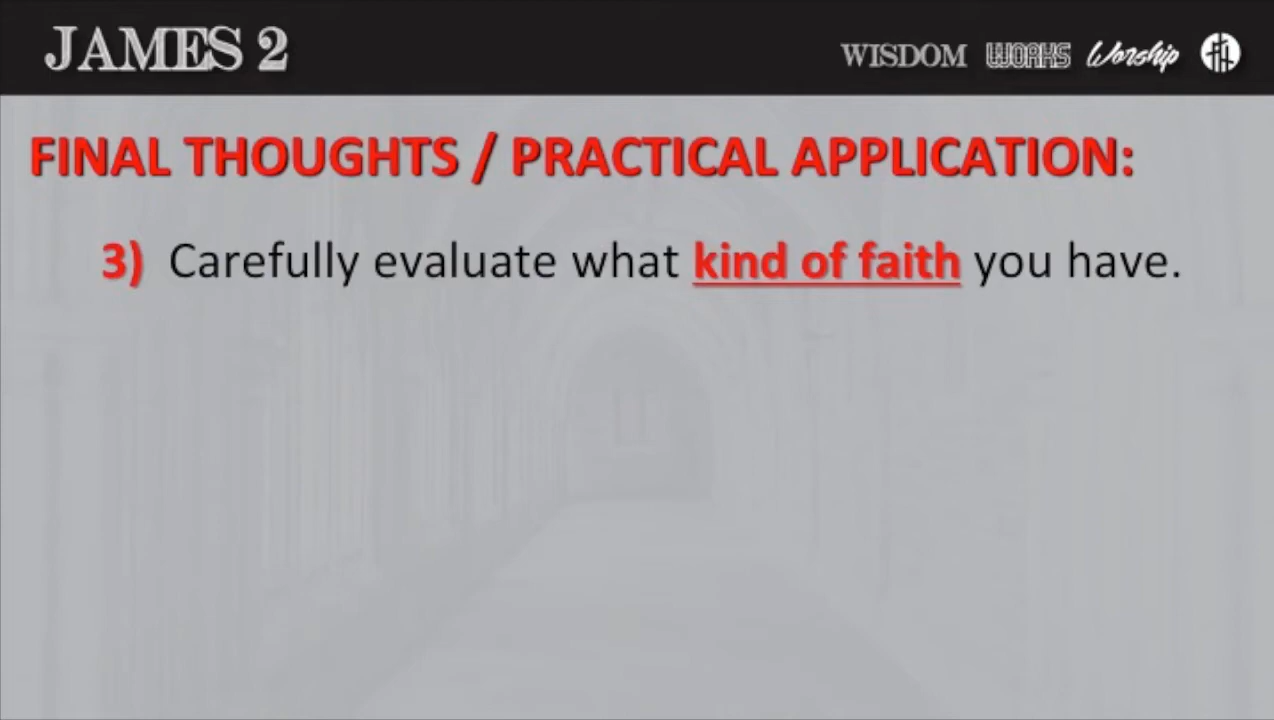 JAMES 2
WISDOM WORKS Worship
FINAL THOUGHTS / PRACTICAL APPLICATION:
3) Carefully evaluate what kind of faith you have.